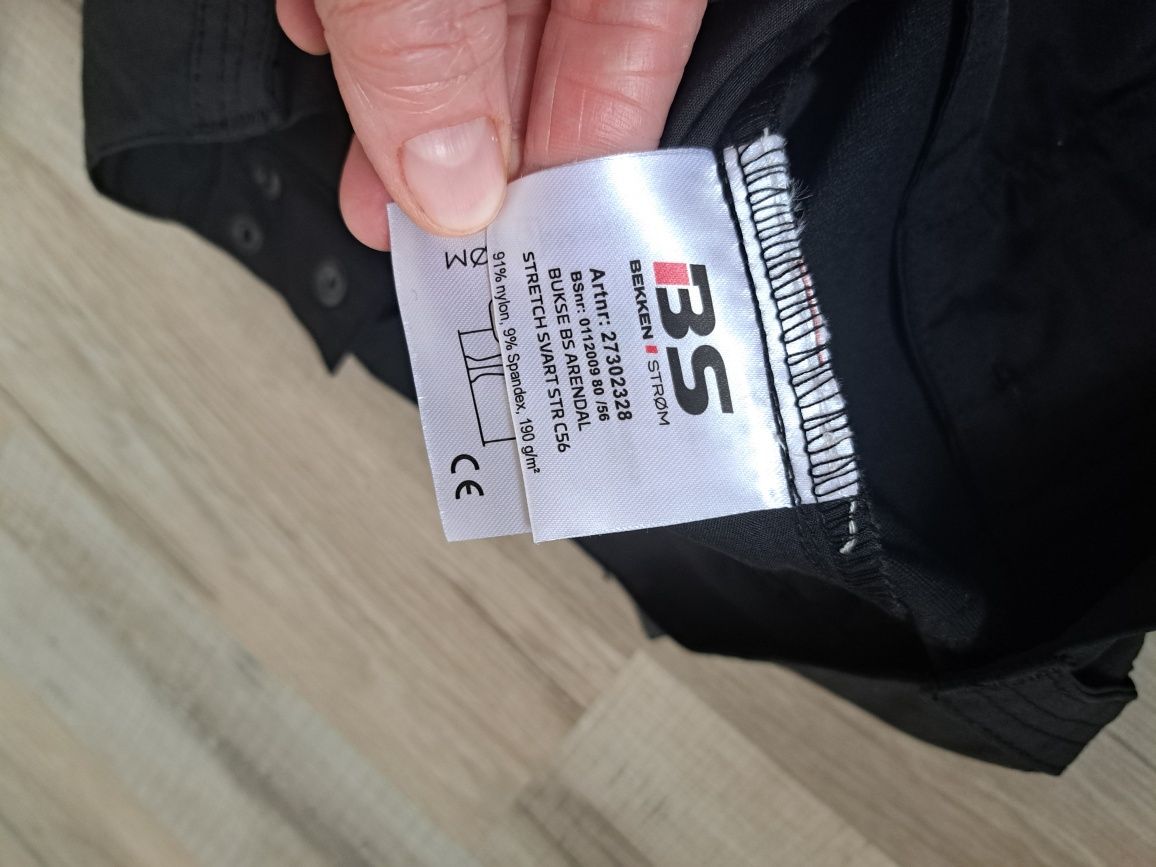 BS
BEKKEN STRØM
Artnr: 27302328
BSnr: 0112009 80 /56
BUKSE BS ARENDAL
STRETCH SVART STR C56
91% nylon, 9% Spandex, 190 g/m²
CE